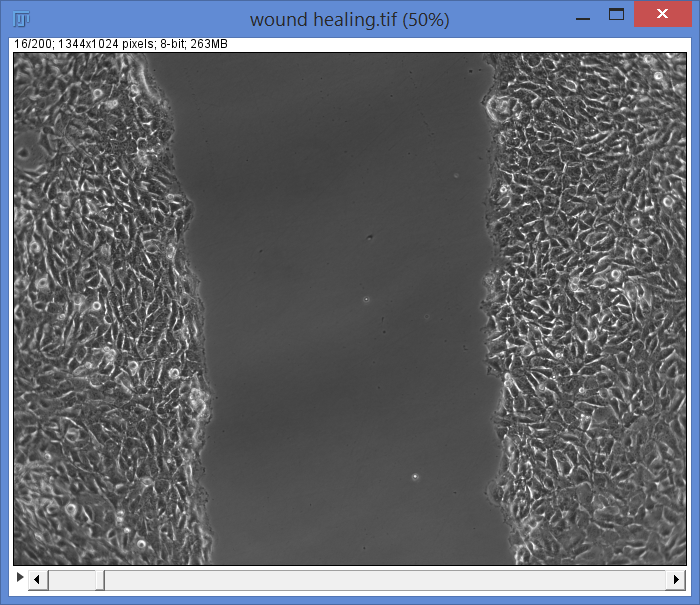 wound healing.tif (50%)
16/200; 1344x1024 pixels; 8-bit; 263MB